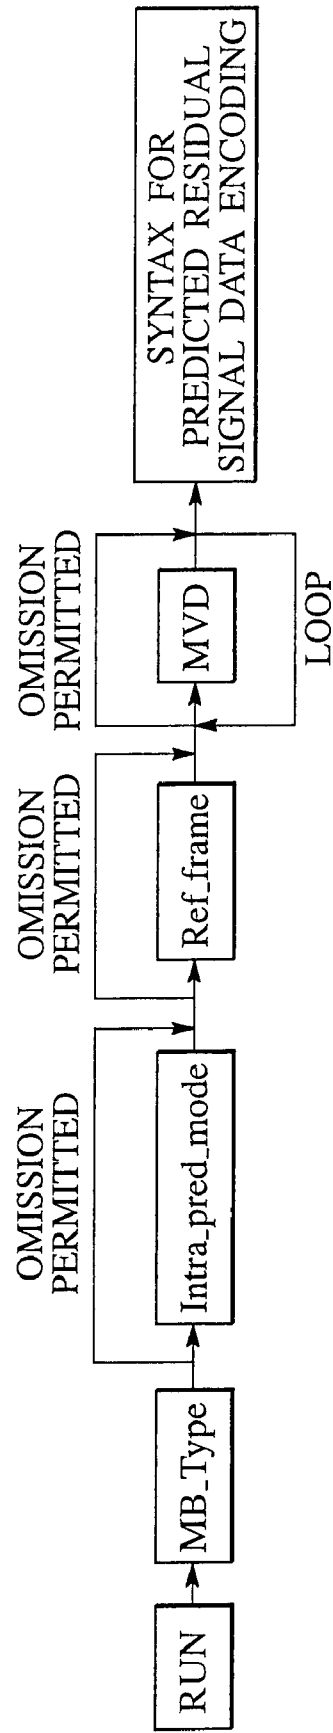 RUN
MB_Type
OMISSION
PERMITTED
Intra_pred_mode
OMISSION
PERMITTED
Ref_frame
OMISSION
PERMITTED
MVD
LOOP
SYNTAX FOR
PREDICTED RESIDUAL
SIGNAL DATA ENCODING